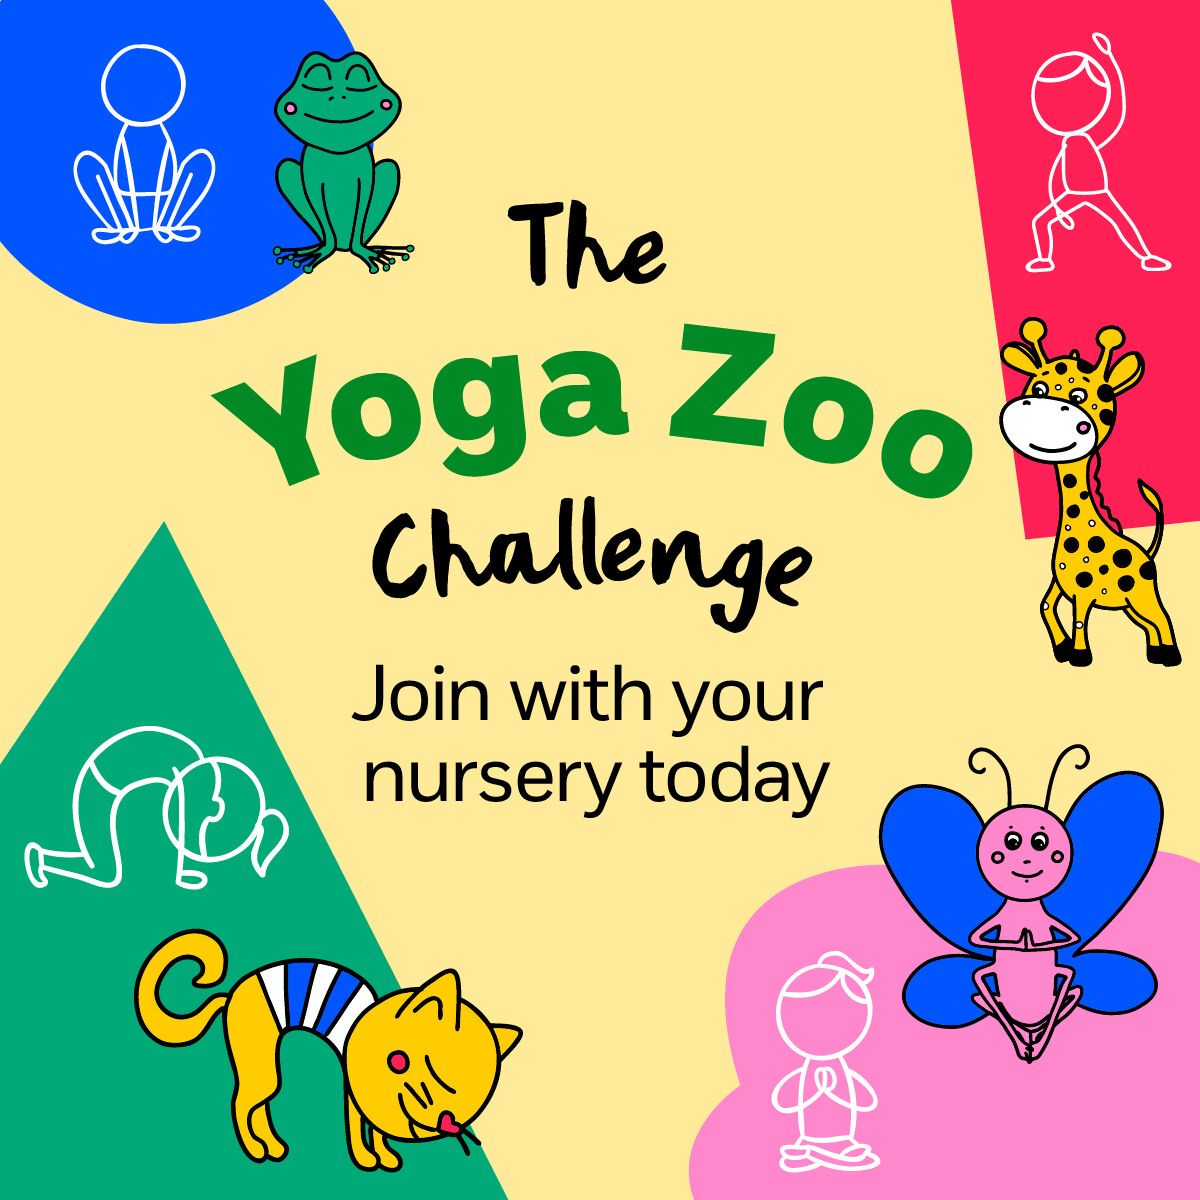 The
Yoga Zoo
Challenge
Join with your
nursery today